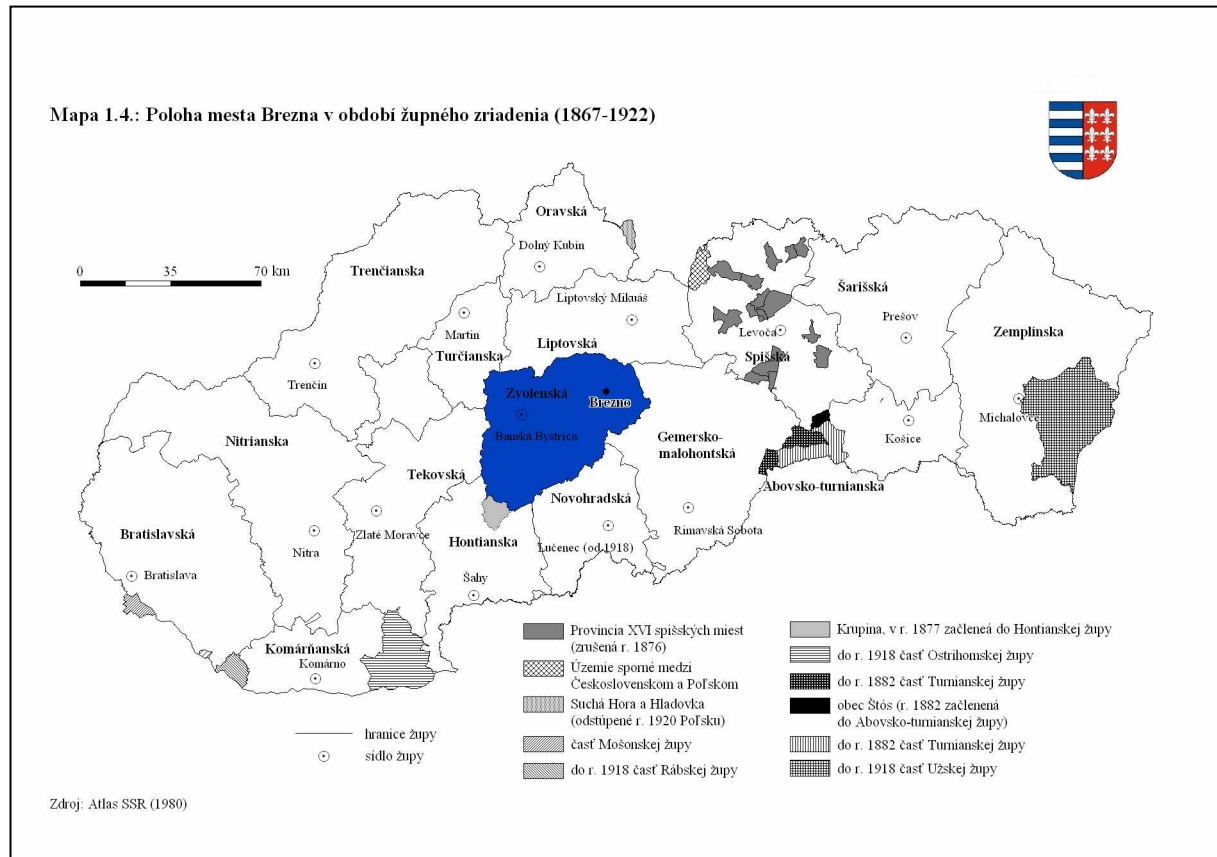 Mapa 1.4.: Poloha mesta Brezna v období župného zriadenia (1867-1922)
0 35 70 km
Oravská
Dolný Kubín
Trenčianska
Trenčín
Liptovský Mikuáš
Liptovská
Martin
Turčianska
Levoča
Spišská
Šarišská
Prešov
Zemplínska
Michalovce
Zvolenská
Brezno
Banská Bystrica
Nitrianska
Nitra
Gemersko-
malohontská
Rimavská Sobota
Košice
Abovsko-turnianska
Tekovská
Zlaté Moravce
Novohradská
Lučenec (od 1918)
Hontianska
Šahy
Bratislavská
Bratislava
Komárňanská
Komárno
hranice župy
sídlo župy
Provincia XVI spišských miest
(zrušená r. 1876)
Územie sporné medzi
Československom a Poľskom
Suchá Hora a Hladovka
(odstúpené r. 1920 Poľsku)
časť Mošonskej župy
do r. 1918 časť Rábskej župy
Krupina, v r. 1877 začleneá do Hontianskej župy
do r. 1918 časť Ostrihomskej župy
do r. 1882 časť Turnianskej župy
obec Štós (r. 1882 začlenená
do Abovsko-turnianskej župy)
do r. 1882 časť Turnianskej župy
do r. 1918 časť Užskej župy
Zdroj: Atlas SSR (1980)